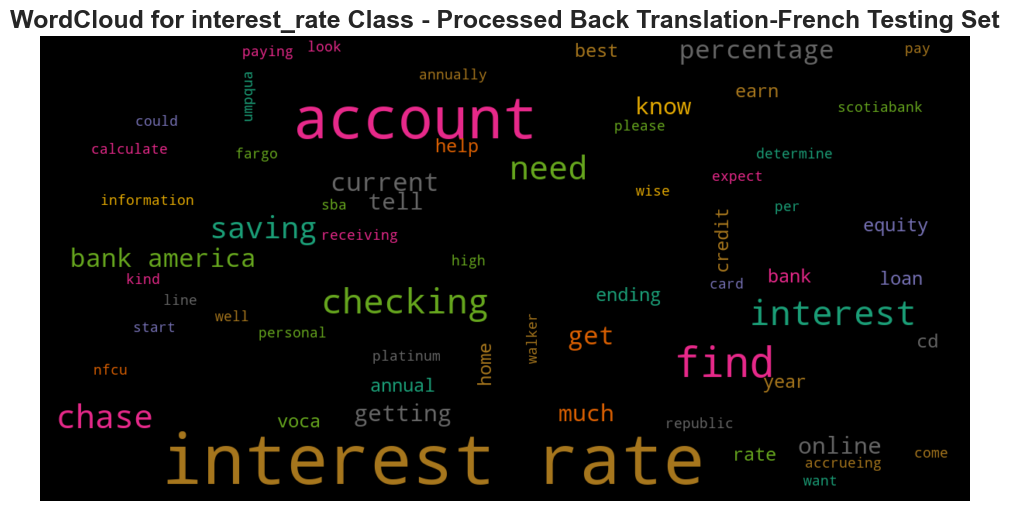 WordCloud for interest_rate Class - Processed Back Translation-French Testing Set
paying look best percentage pay
annually
umpqua earn
account know scotiabank
could please
calculate fargo help determine
need
current expect
information sba tell wise per
saving receiving credit equity
bank america high
kind card bank loan
line checking ending
start well interest
personal walker get cd
platinum home find
nfcu annual year
chase voca getting much republic
interest rate rate online
accrueing come
want